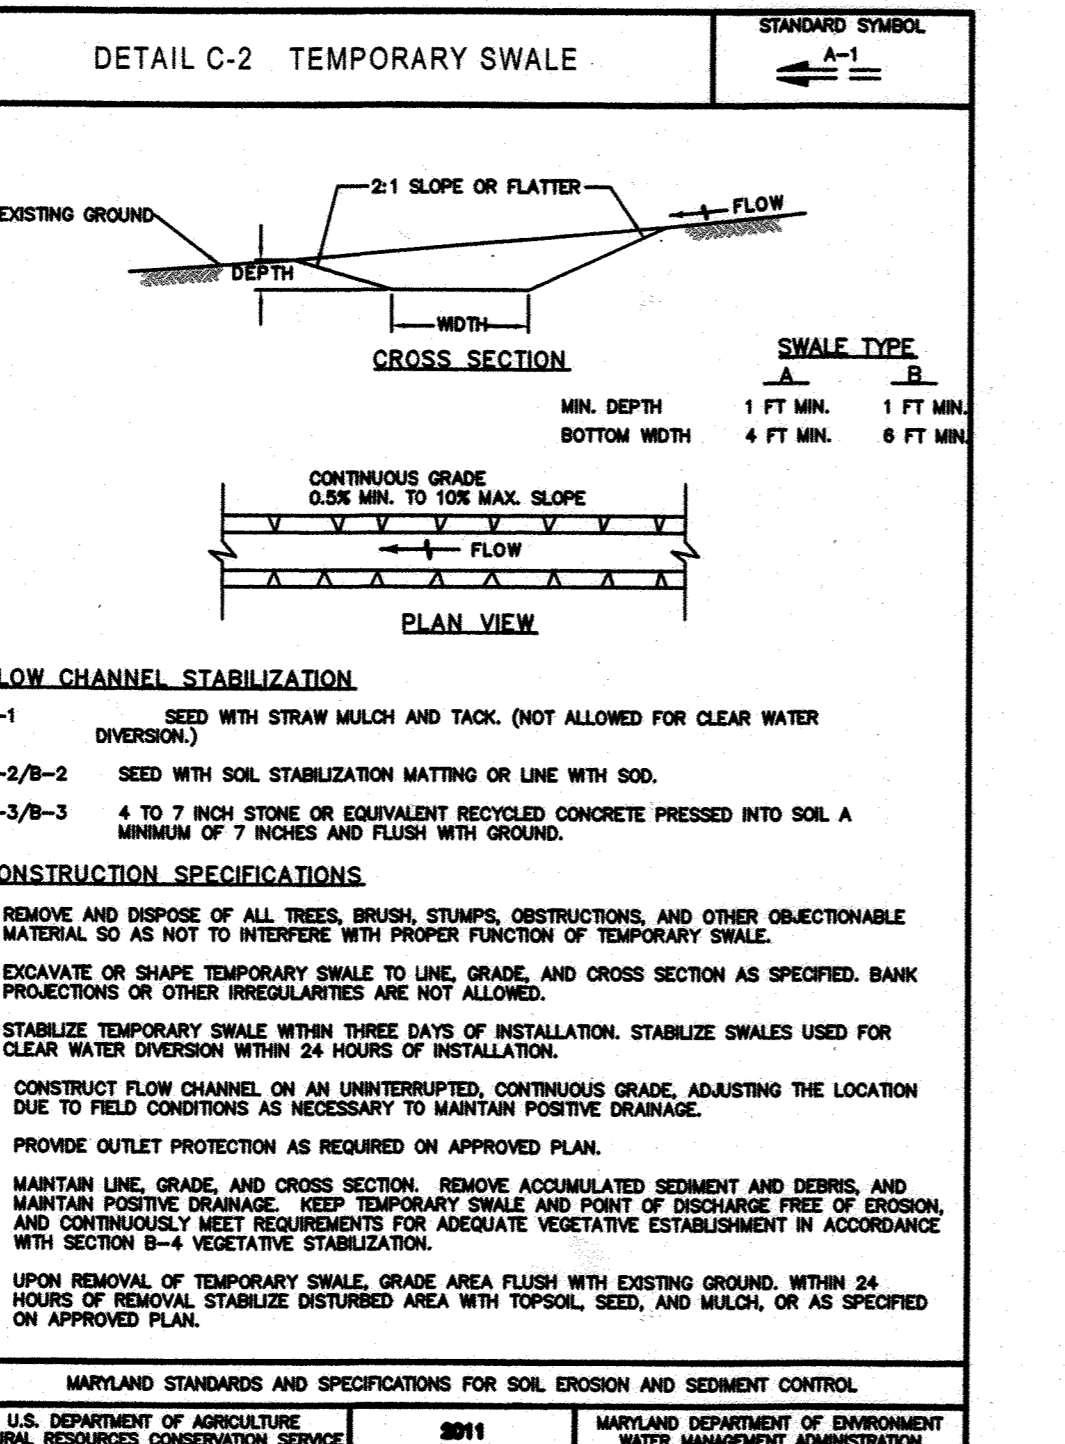 DETAIL C-2 TEMPORARY SWALE
STANDARD SYMBOL
A-1
2:1 SLOPE OR FLATTER
EXISTING GROUND
FLOW
DEPTH
WIDTH
CROSS SECTION
SWALE TYPE
A B
MIN. DEPTH 1 FT MIN. 1 FT MIN.
BOTTOM WIDTH 4 FT MIN. 6 FT MIN.
CONTINUOUS GRADE
0.5% MIN. TO 10% MAX. SLOPE
FLOW
PLAN VIEW
LOW CHANNEL STABILIZATION
-1 SEED WITH STRAW MULCH AND TACK. (NOT ALLOWED FOR CLEAR WATER
DIVERSION.)
-2/B-2 SEED WITH SOIL STABILIZATION MATTING OR LINE WITH SOD.
-3/B-3 4 TO 7 INCH STONE OR EQUIVALENT RECYCLED CONCRETE PRESSED INTO SOIL A
MINIMUM OF 7 INCHES AND FLUSH WITH GROUND.
ONSTRUCTION SPECIFICATIONS
REMOVE AND DISPOSE OF ALL TREES, BRUSH, STUMPS, OBSTRUCTIONS, AND OTHER OBJECTIONABLE
MATERIAL SO AS NOT TO INTERFERE WITH PROPER FUNCTION OF TEMPORARY SWALE.
EXCAVATE OR SHAPE TEMPORARY SWALE TO LINE, GRADE, AND CROSS SECTION AS SPECIFIED. BANK
PROJECTIONS OR OTHER IRREGULARITIES ARE NOT ALLOWED.
STABILIZE TEMPORARY SWALE WITHIN THREE DAYS OF INSTALLATION. STABILIZE SWALES USED FOR
CLEAR WATER DIVERSION WITHIN 24 HOURS OF INSTALLATION.
CONSTRUCT FLOW CHANNEL ON AN UNINTERRUPTED, CONTINUOUS GRADE, ADJUSTING THE LOCATION
DUE TO FIELD CONDITIONS AS NECESSARY TO MAINTAIN POSITIVE DRAINAGE.
PROVIDE OUTLET PROTECTION AS REQUIRED ON APPROVED PLAN.
MAINTAIN LINE, GRADE, AND CROSS SECTION. REMOVE ACCUMULATED SEDIMENT AND DEBRIS, AND
MAINTAIN POSITIVE DRAINAGE. KEEP TEMPORARY SWALE AND POINT OF DISCHARGE FREE OF EROSION,
AND CONTINUOUSLY MEET REQUIREMENTS FOR ADEQUATE VEGETATIVE ESTABLISHMENT IN ACCORDANCE
WITH SECTION B-4 VEGETATIVE STABILIZATION.
UPON REMOVAL OF TEMPORARY SWALE, GRADE AREA FLUSH WITH EXISTING GROUND. WITHIN 24
HOURS OF REMOVAL STABILIZE DISTURBED AREA WITH TOPSOIL, SEED, AND MULCH, OR AS SPECIFIED
ON APPROVED PLAN.
MARYLAND STANDARDS AND SPECIFICATIONS FOR SOIL EROSION AND SEDIMENT CONTROL
U.S. DEPARTMENT OF AGRICULTURE
URAL RESOURCES CONSERVATION SERVICE
2011
MARYLAND DEPARTMENT OF ENVIRONMENT
WATER MANAGEMENT ADMINISTRATION